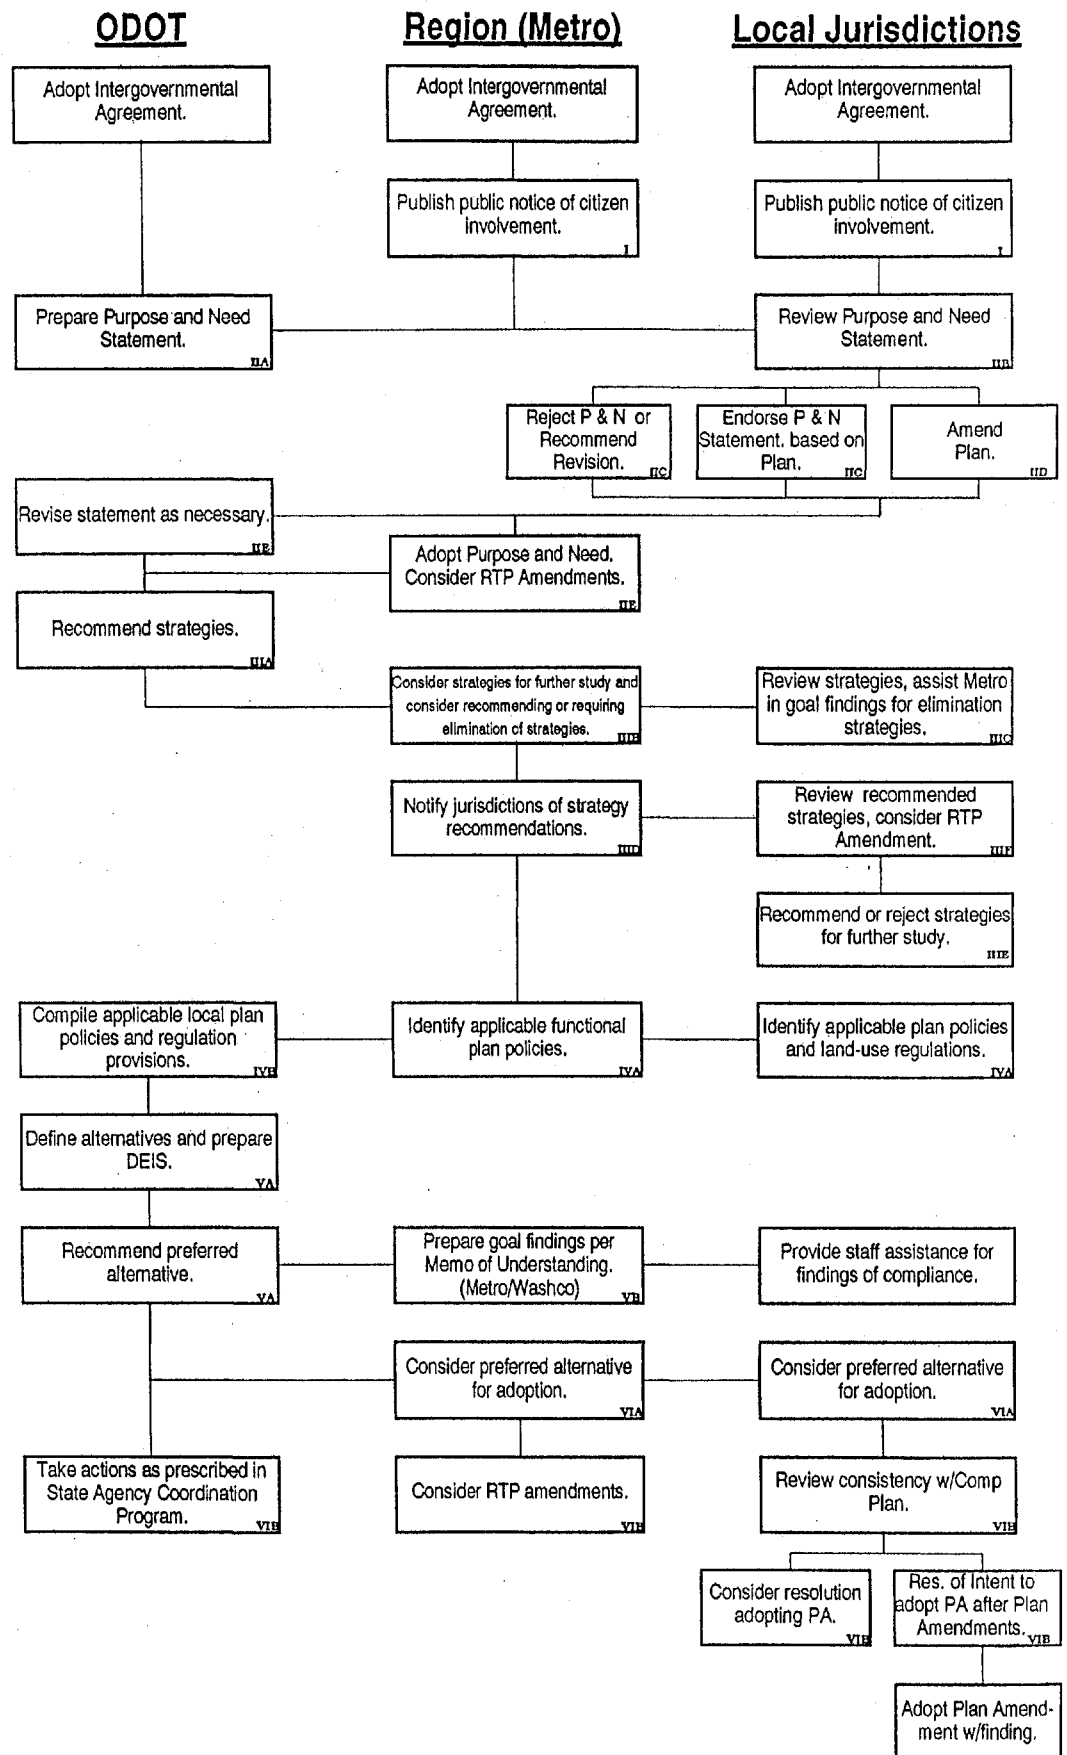 ODOT
Region (Metro)
Local Jurisdictions
Adopt Intergovernmental
Agreement.
Adopt Intergovernmental
Agreement.
Adopt Intergovernmental
Agreement.
Publish public notice of citizen
involvement.
I
Publish public notice of citizen
involvement.
I
Prepare Purpose and Need
Statement.
IIA
Review Purpose and Need
Statement.
IIB
Reject P & N or
Recommend
Revision.
IIC
Endorse P & N
Statement. based on
Plan.
IIC
Amend
Plan.
IID
Revise statement as necessary.
IIE
Adopt Purpose and Need.
Consider RTP Amendments.
IIE
Recommend strategies.
IIIA
Consider strategies for further study and
consider recommending or requiring
elimination of strategies.
IIIB
Review strategies, assist Metro
in goal findings for elimination
strategies.
IIIC
Notify jurisdictions of strategy
recommendations.
IIID
Review recommended
strategies, consider RTP
Amendment.
IIIF
Recommend or reject strategies
for further study.
IIIE
Compile applicable local plan
policies and regulation
provisions.
IVB
Identify applicable functional
plan policies.
IVA
Identify applicable plan policies
and land-use regulations.
IVA
Define alternatives and prepare
DEIS.
VA
Recommend preferred
alternative.
VA
Prepare goal findings per
Memo of Understanding.
(Metro/Washco)
VB
Provide staff assistance for
findings of compliance.
Consider preferred alternative
for adoption.
VIA
Consider preferred alternative
for adoption.
VIA
Take actions as prescribed in
State Agency Coordination
Program.
VIB
Consider RTP amendments.
VIB
Review consistency w/Comp
Plan.
VIB
Consider resolution
adopting PA.
VIB
Res. of Intent to
adopt PA after Plan
Amendments.
VIB
Adopt Plan Amend-
ment w/finding.